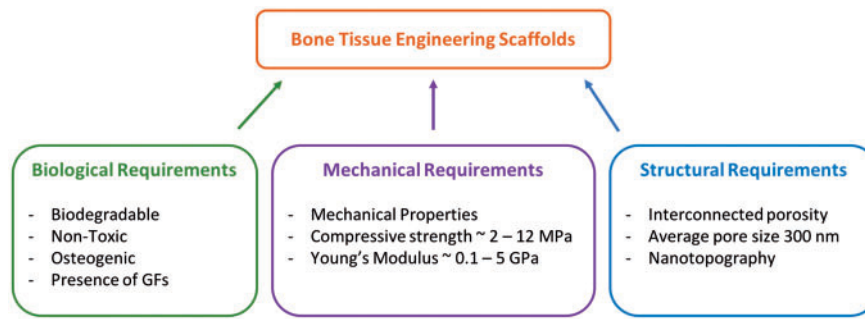 Bone Tissue Engineering Scaffolds
Biological Requirements
- Biodegradable
- Non-Toxic
- Osteogenic
- Presence of GFs
Mechanical Requirements
- Mechanical Properties
- Compressive strength ~ 2 – 12 MPa
- Young's Modulus ~ 0.1 – 5 GPa
Structural Requirements
- Interconnected porosity
- Average pore size 300 nm
- Nanotopography